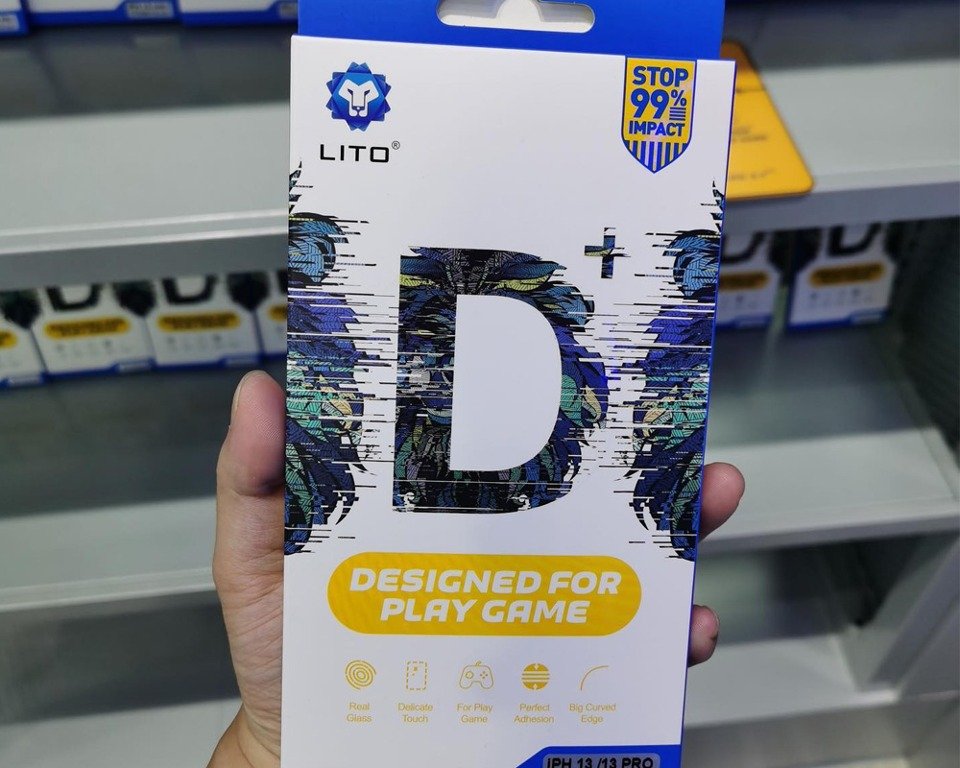 LITO®
STOP
99%
IMPACT
D+
DESIGNED FOR
PLAY GAME
Real
Glass
Delicate
Touch
For Play
Game
Perfect
Adhesion
Big Curved
Edge
IPH 13 /13 PRO